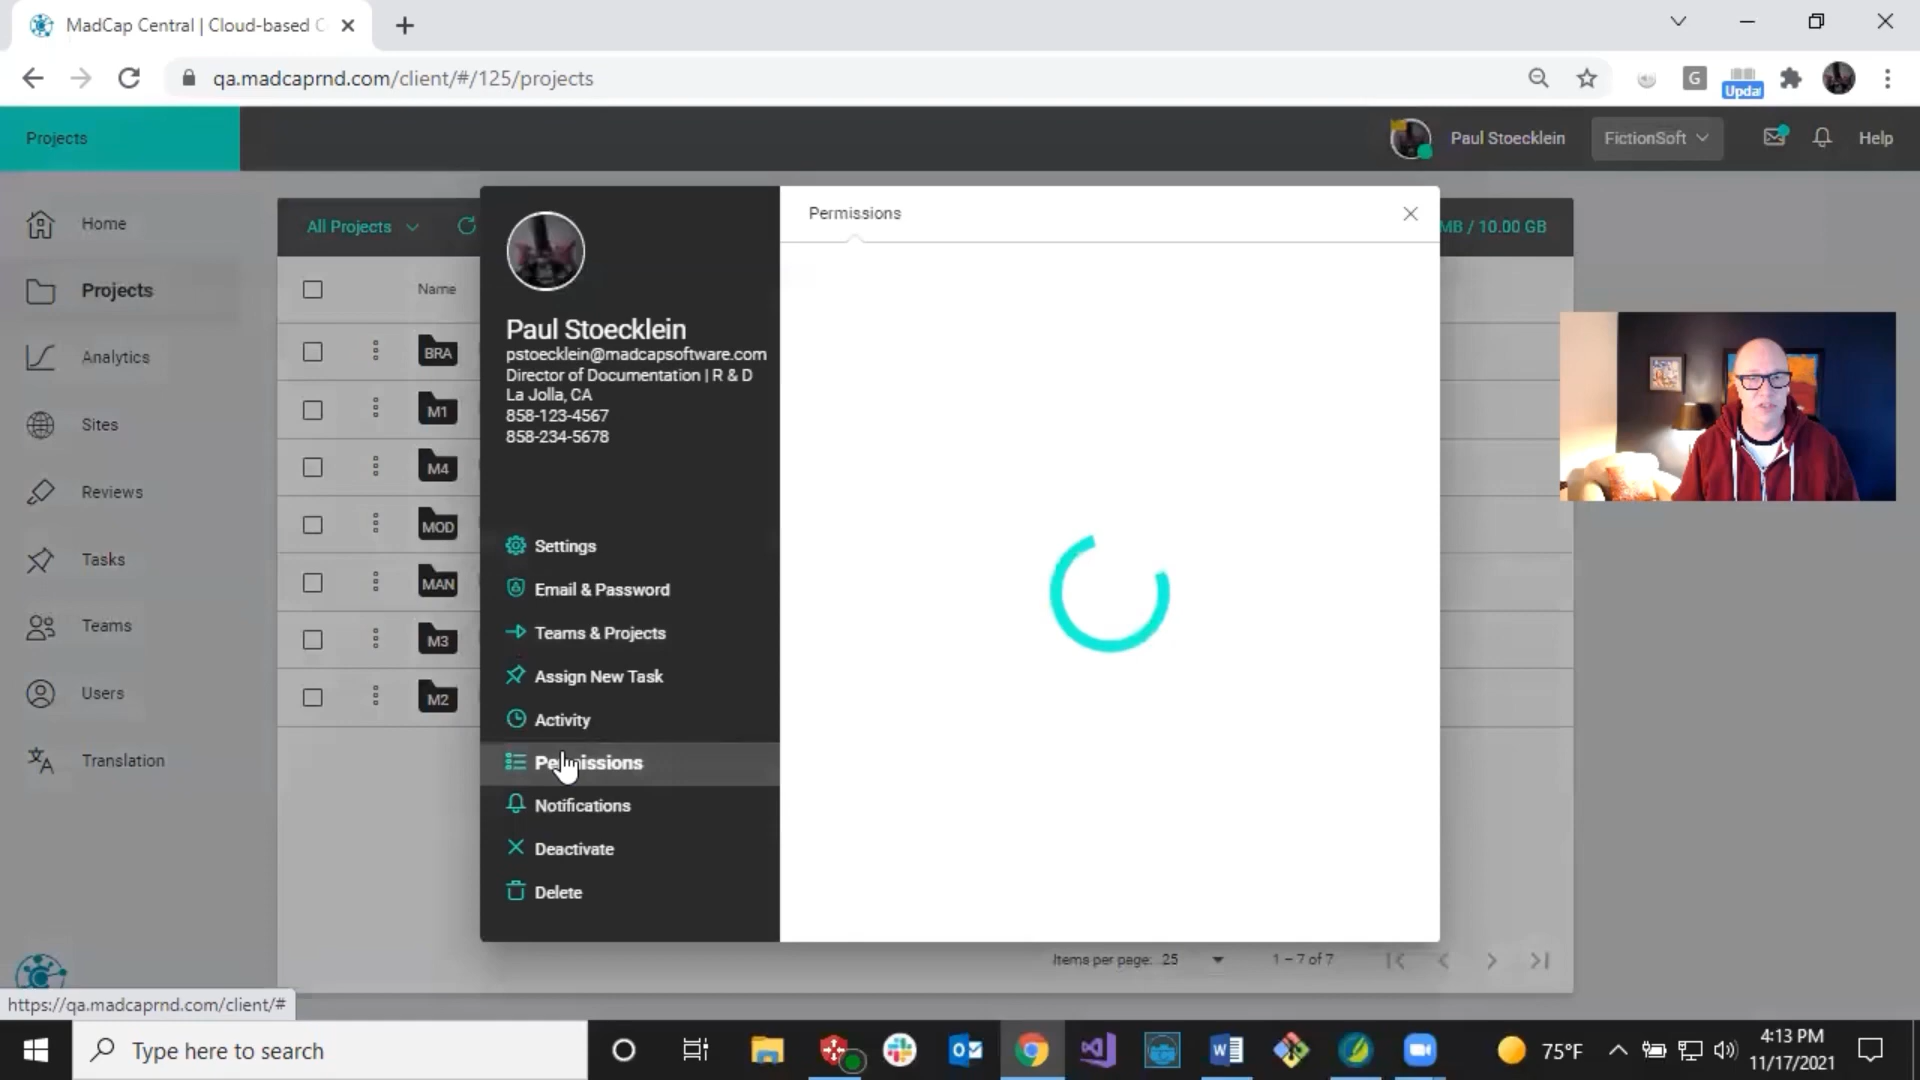 MadCap Central | Cloud-based C
qa.madcaprnd.com/client/#/125/projects
G
Updat
Projects
Paul Stoecklein
FictionSoft
Help
Home
Projects
Analytics
Sites
Reviews
Tasks
Teams
Users
Translation
All Projects
MB / 10.00 GB
Name
BRA
M1
M4
MOD
MAN
M3
M2
Paul Stoecklein
pstoecklein@madcapsoftware.com
Director of Documentation | R & D
La Jolla, CA
858-123-4567
858-234-5678
Settings
Email & Password
Teams & Projects
Assign New Task
Activity
Permissions
Notifications
Deactivate
Delete
Permissions
Items per page: 25
1 – 7 of 7
https://qa.madcaprnd.com/client/#
Type here to search
75°F
4:13 PM
11/17/2021